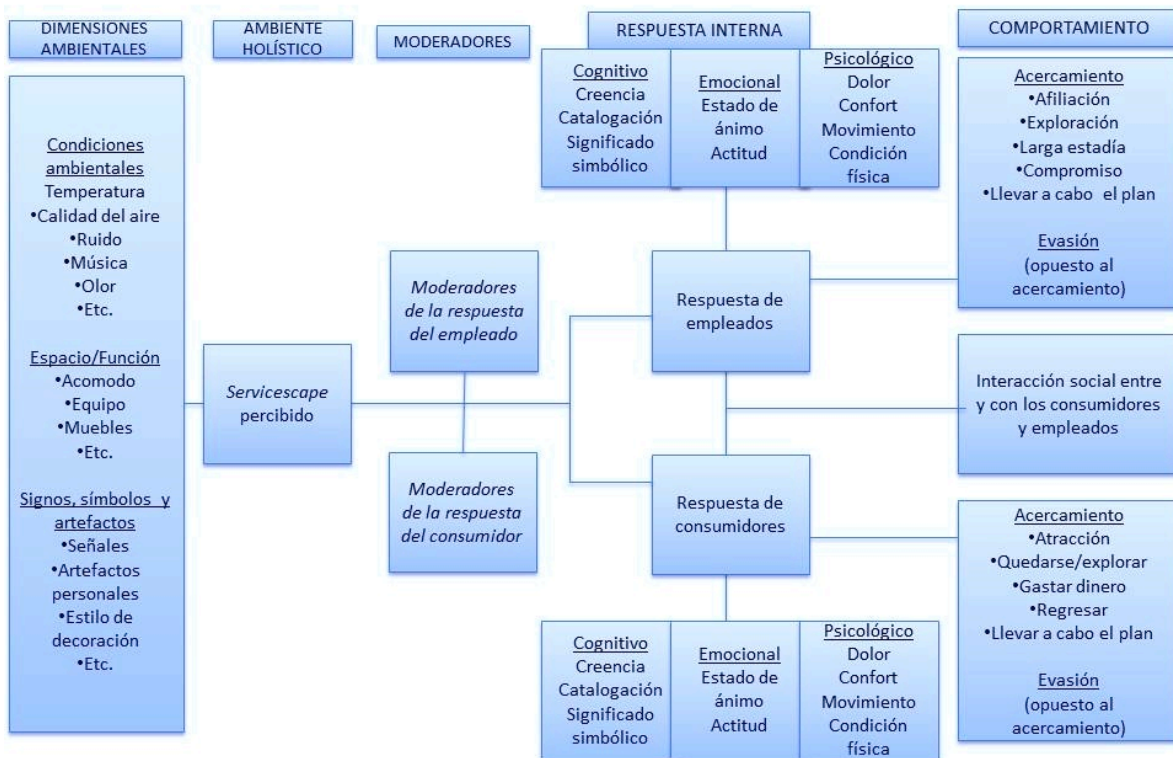 DIMENSIONES
AMBIENTALES
AMBIENTE
HOLÍSTICO
MODERADORES
RESPUESTA INTERNA
COMPORTAMIENTO
Condiciones
ambientales
Temperatura
•Calidad del aire
•Ruido
•Música
•Olor
•Etc.
Espacio/Función
•Acomodo
•Equipo
•Muebles
•Etc.
Signos, símbolos y
artefactos
•Señales
•Artefactos
personales
•Estilo de
decoración
•Etc.
Servicescape
percibido
Moderadores
de la respuesta
del empleado
Moderadores
de la respuesta
del consumidor
Cognitivo
Creencia
Catalogación
Significado
simbólico
Emocional
Estado de
ánimo
Actitud
Psicológico
Dolor
Confort
Movimiento
Condición
física
Respuesta de
empleados
Respuesta de
consumidores
Cognitivo
Creencia
Catalogación
Significado
simbólico
Emocional
Estado de
ánimo
Actitud
Psicológico
Dolor
Confort
Movimiento
Condición
física
Acercamiento
•Afiliación
•Exploración
•Larga estadía
•Compromiso
•Llevar a cabo el plan
Evasión
(opuesto al
acercamiento)
Interacción social entre
y con los consumidores
y empleados
Acercamiento
•Atracción
•Quedarse/explorar
•Gastar dinero
•Regresar
•Llevar a cabo el plan
Evasión
(opuesto al
acercamiento)